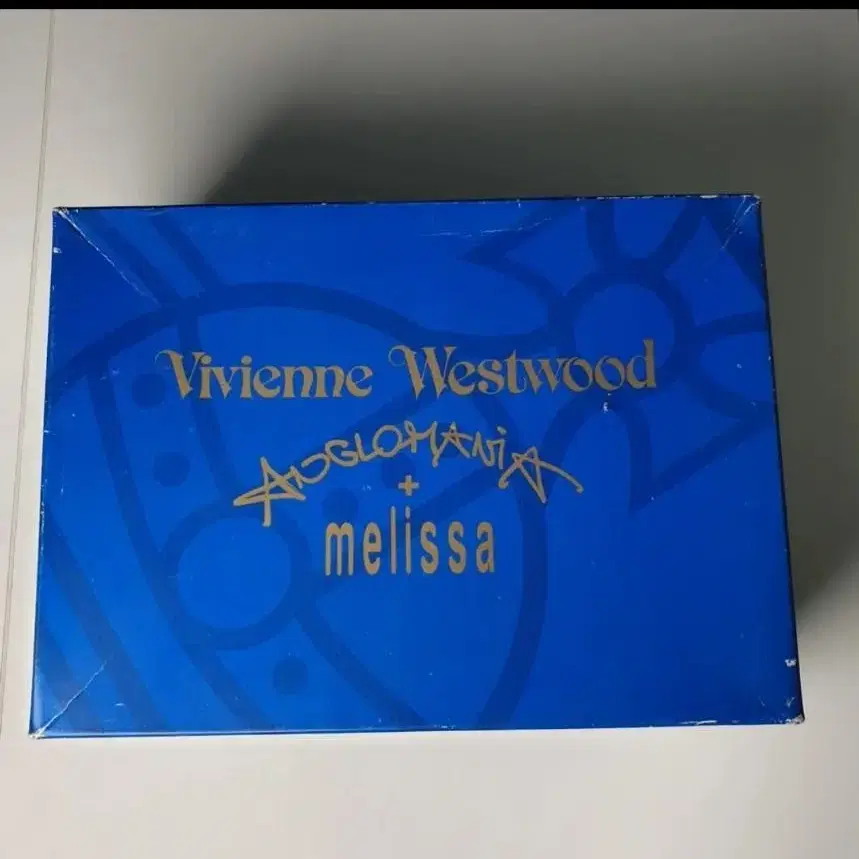 Vivienne Westwood
ANGLOMANiA
+
melissa